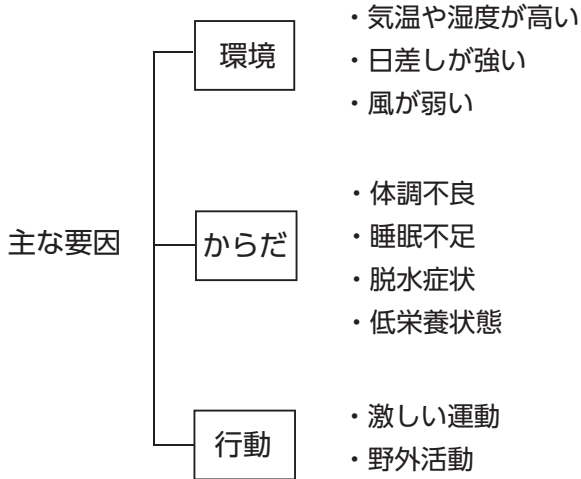 環境
・気温や湿度が高い
・日差しが強い
・風が弱い
主な要因
からだ
・体調不良
・睡眠不足
・脱水症状
・低栄養状態
行動
・激しい運動
・野外活動